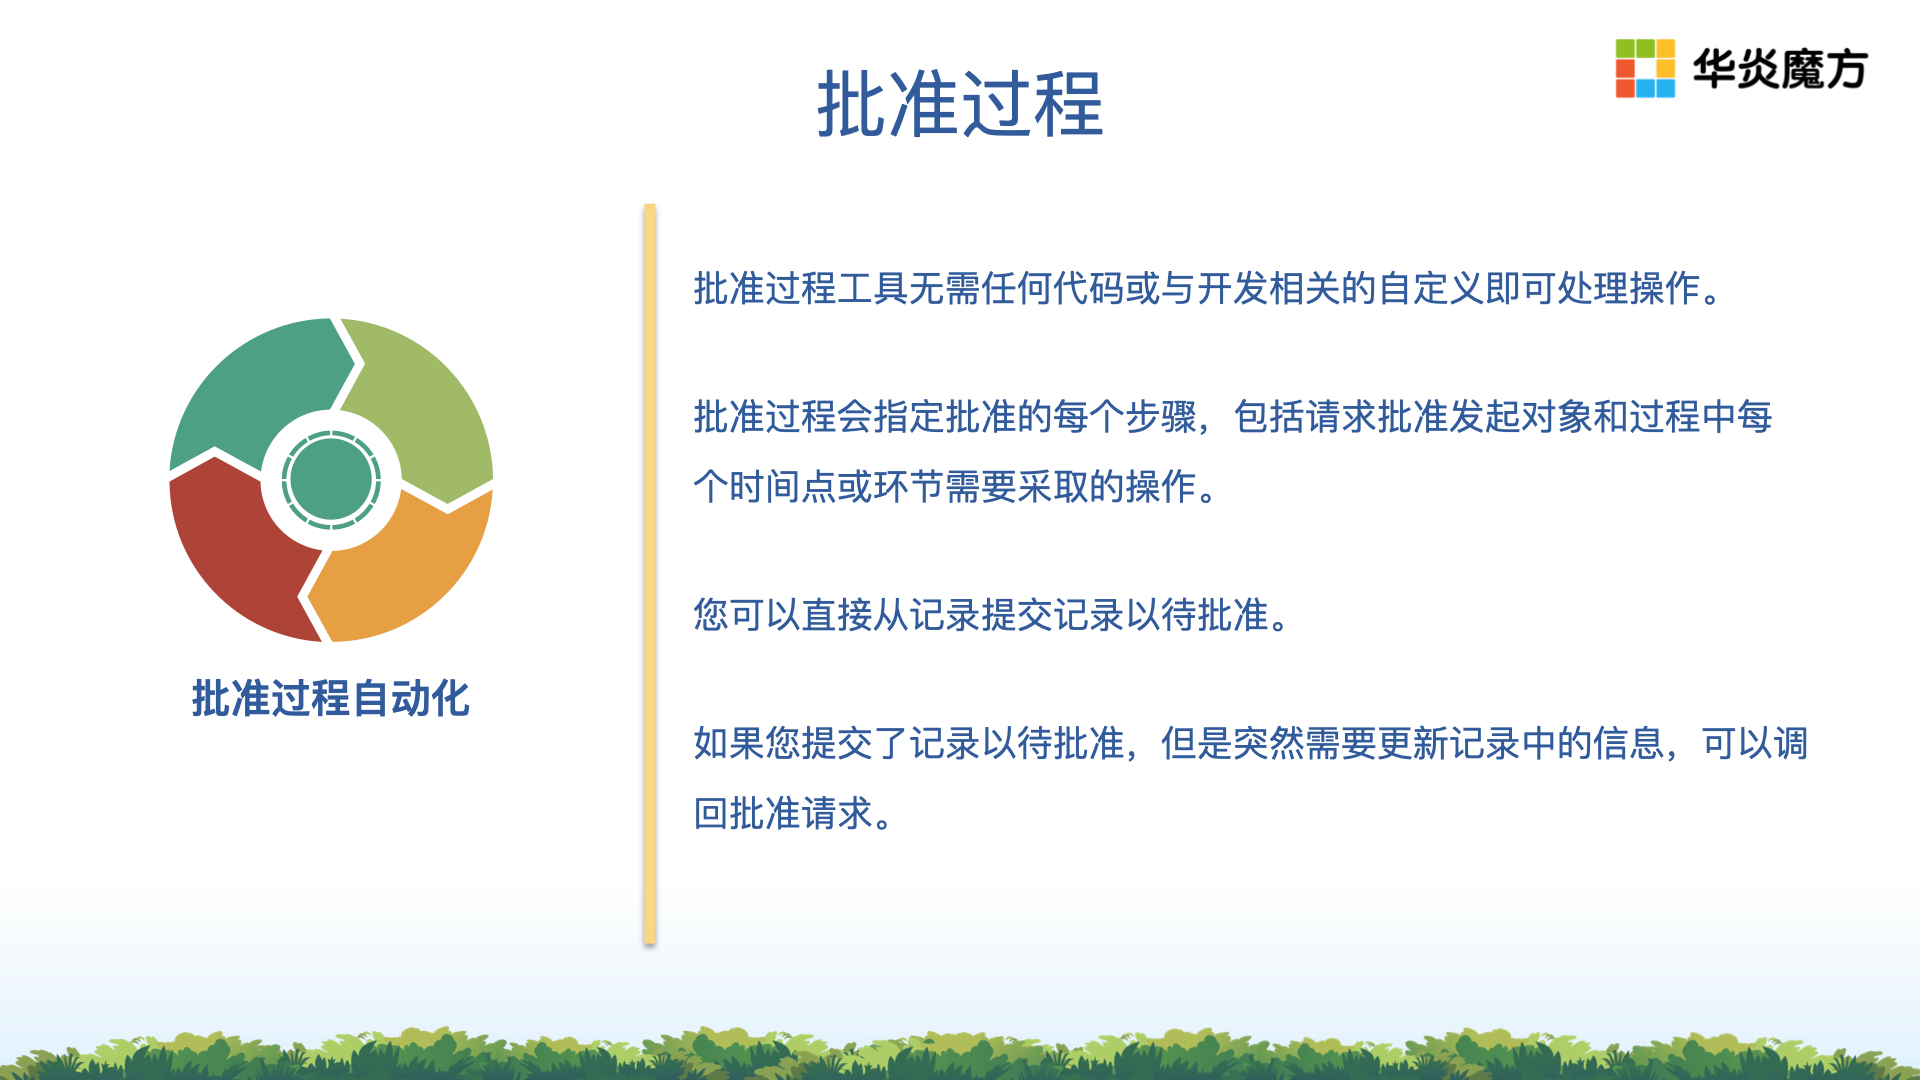 批准过程
华炎魔方
批准过程自动化
批准过程工具无需任何代码或与开发相关的自定义即可处理操作。
批准过程会指定批准的每个步骤，包括请求批准发起对象和过程中每
个时间点或环节需要采取的操作。
您可以直接从记录提交记录以待批准。
如果您提交了记录以待批准，但是突然需要更新记录中的信息，可以调
回批准请求。